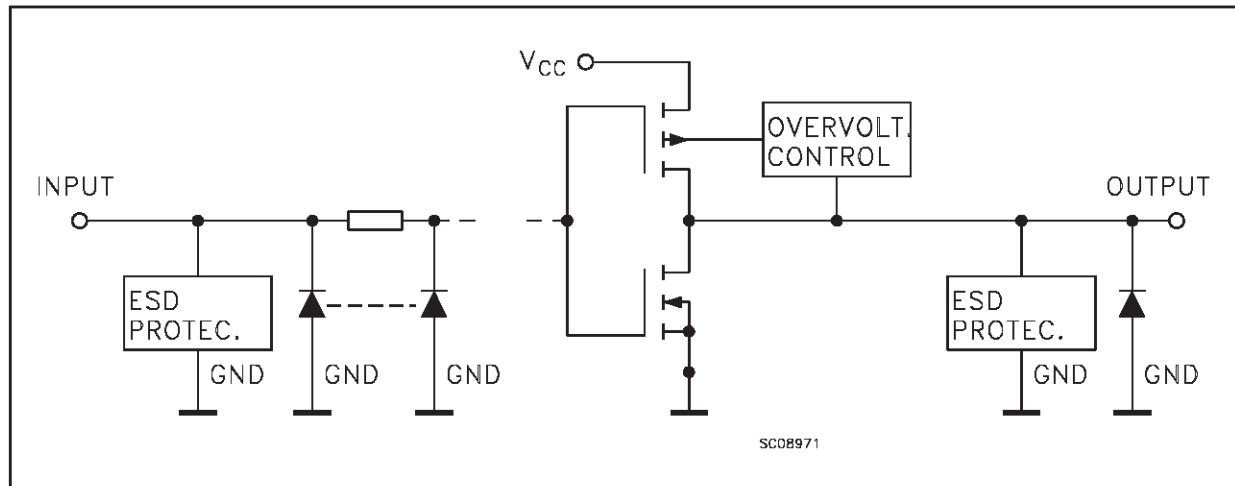 VCC
OVERVOLT.
CONTROL
INPUT
OUTPUT
ESD
PROTEC.
GND
GND
GND
ESD
PROTEC.
GND
GND
SC08971